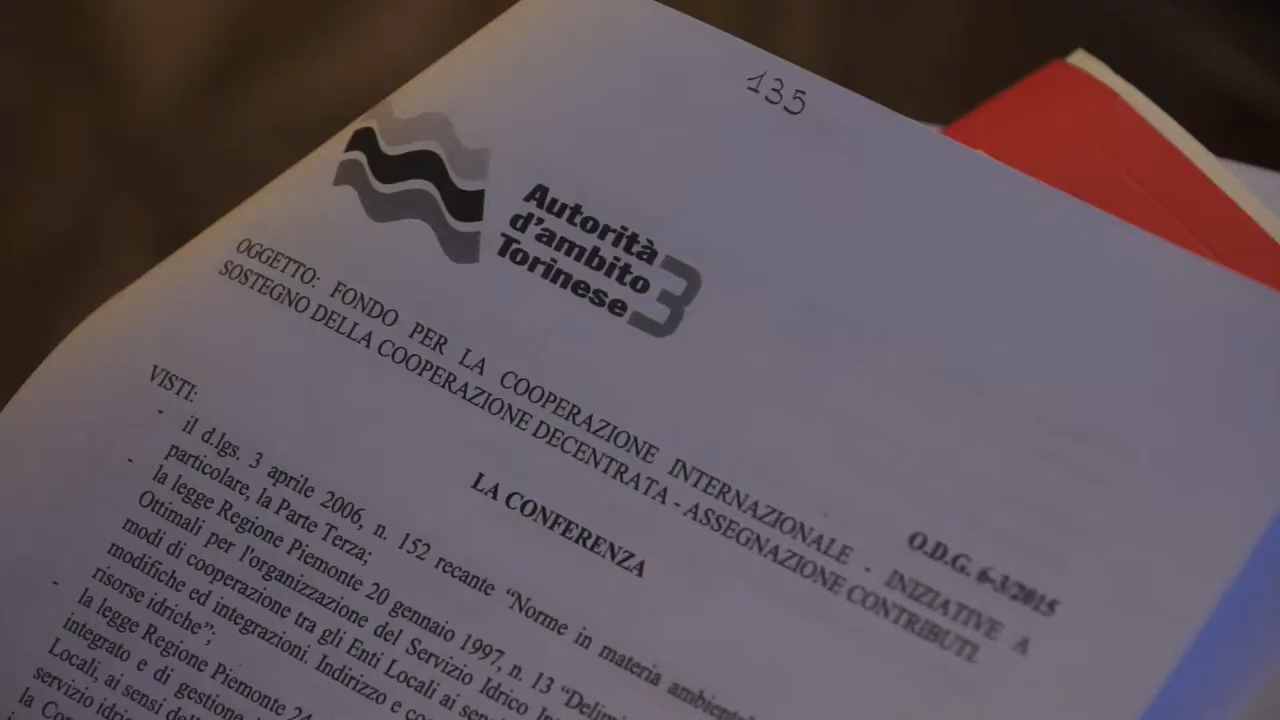 135
Autorità
d'ambito
Torinese 3
O.D.G. 6-3/2015
OGGETTO: FONDO PER LA COOPERAZIONE INTERNAZIONALE - INIZIATIVE A
SOSTEGNO DELLA COOPERAZIONE DECENTRATA - ASSEGNAZIONE CONTRIBUTI.
LA CONFERENZA
VISTI:
- il d.lgs. 3 aprile 2006, n. 152 recante "Norme in materia
particolare, la Parte Terza;
- la legge Regione Piemonte 20 gennaio 1997, n. 13
Ottimali per l'organizzazione del Servizio Idrico
modi di cooperazione tra gli Enti Locali ai
modifiche ed integrazioni. Indirizzo e
risorse idriche";
- la legge Regione Piemonte
integrato e di gestione
Locali, ai sensi
servizio
la